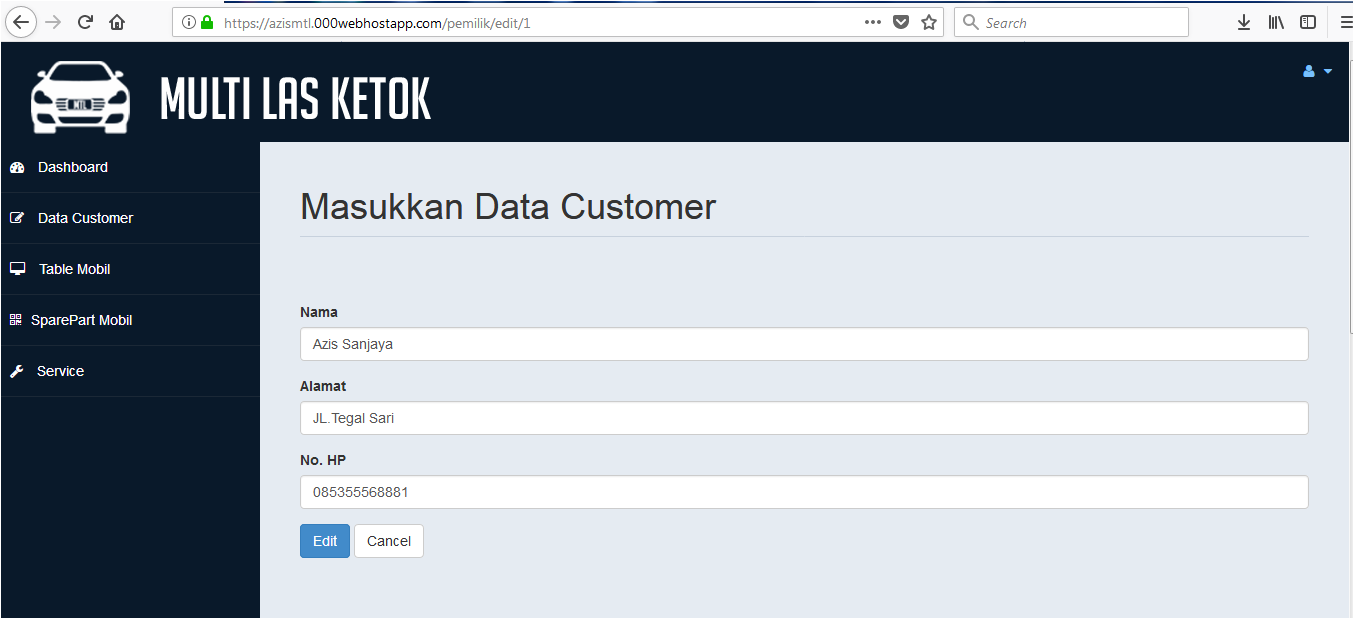 https://azismtl.000webhostapp.com/pemilik/edit/1
Search
MTL
MULTI LAS KETOK
Dashboard
Data Customer
Table Mobil
SparePart Mobil
Service
Masukkan Data Customer
Nama
Azis Sanjaya
Alamat
JL.Tegal Sari
No. HP
085355568881
Edit Cancel